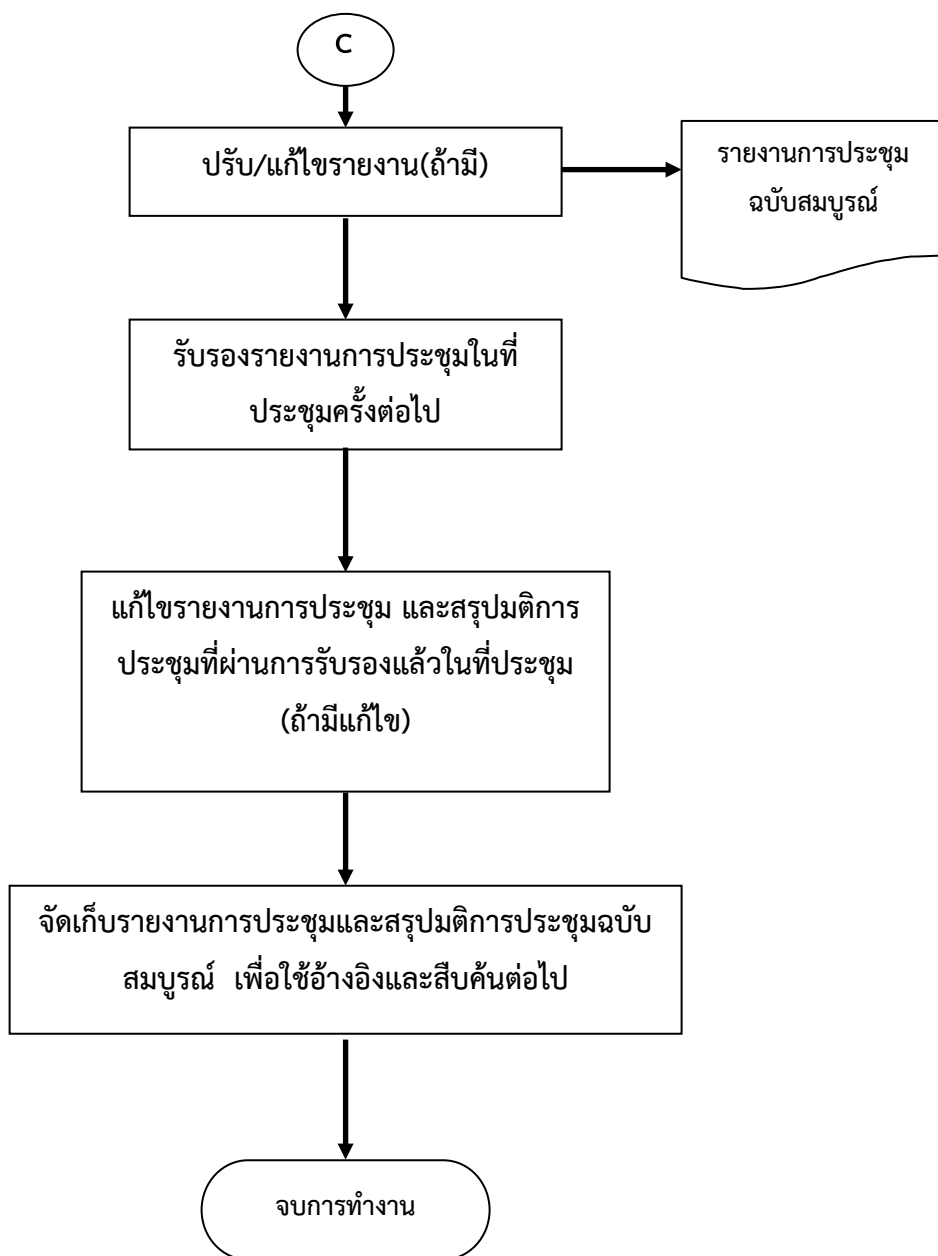 C
ปรับ/แก้ไขรายงาน(ถ้ามี)
รายงานการประชุม
ฉบับสมบูรณ์
รับรองรายงานการประชุมในที่
ประชุมครั้งต่อไป
แก้ไขรายงานการประชุม และสรุปมติการ
ประชุมที่ผ่านการรับรองแล้วในที่ประชุม
(ถ้ามีแก้ไข)
จัดเก็บรายงานการประชุมและสรุปมติการประชุมฉบับ
สมบูรณ์ เพื่อใช้อ้างอิงและสืบค้นต่อไป
จบการทำงาน